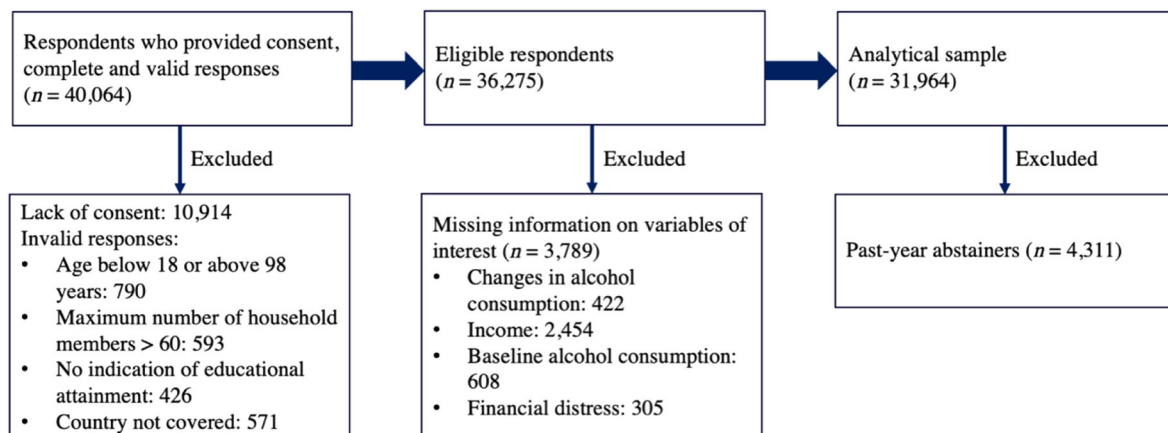 Respondents who provided consent,
complete and valid responses
(n = 40,064)
Eligible respondents
(n = 36,275)
Analytical sample
(n = 31,964)
Excluded
Excluded
Excluded
Lack of consent: 10,914
Invalid responses:
• Age below 18 or above 98
years: 790
• Maximum number of household
members > 60: 593
• No indication of educational
attainment: 426
• Country not covered: 571
Missing information on variables of
interest (n = 3,789)
• Changes in alcohol
consumption: 422
• Income: 2,454
• Baseline alcohol consumption:
608
• Financial distress: 305
Past-year abstainers (n = 4,311)